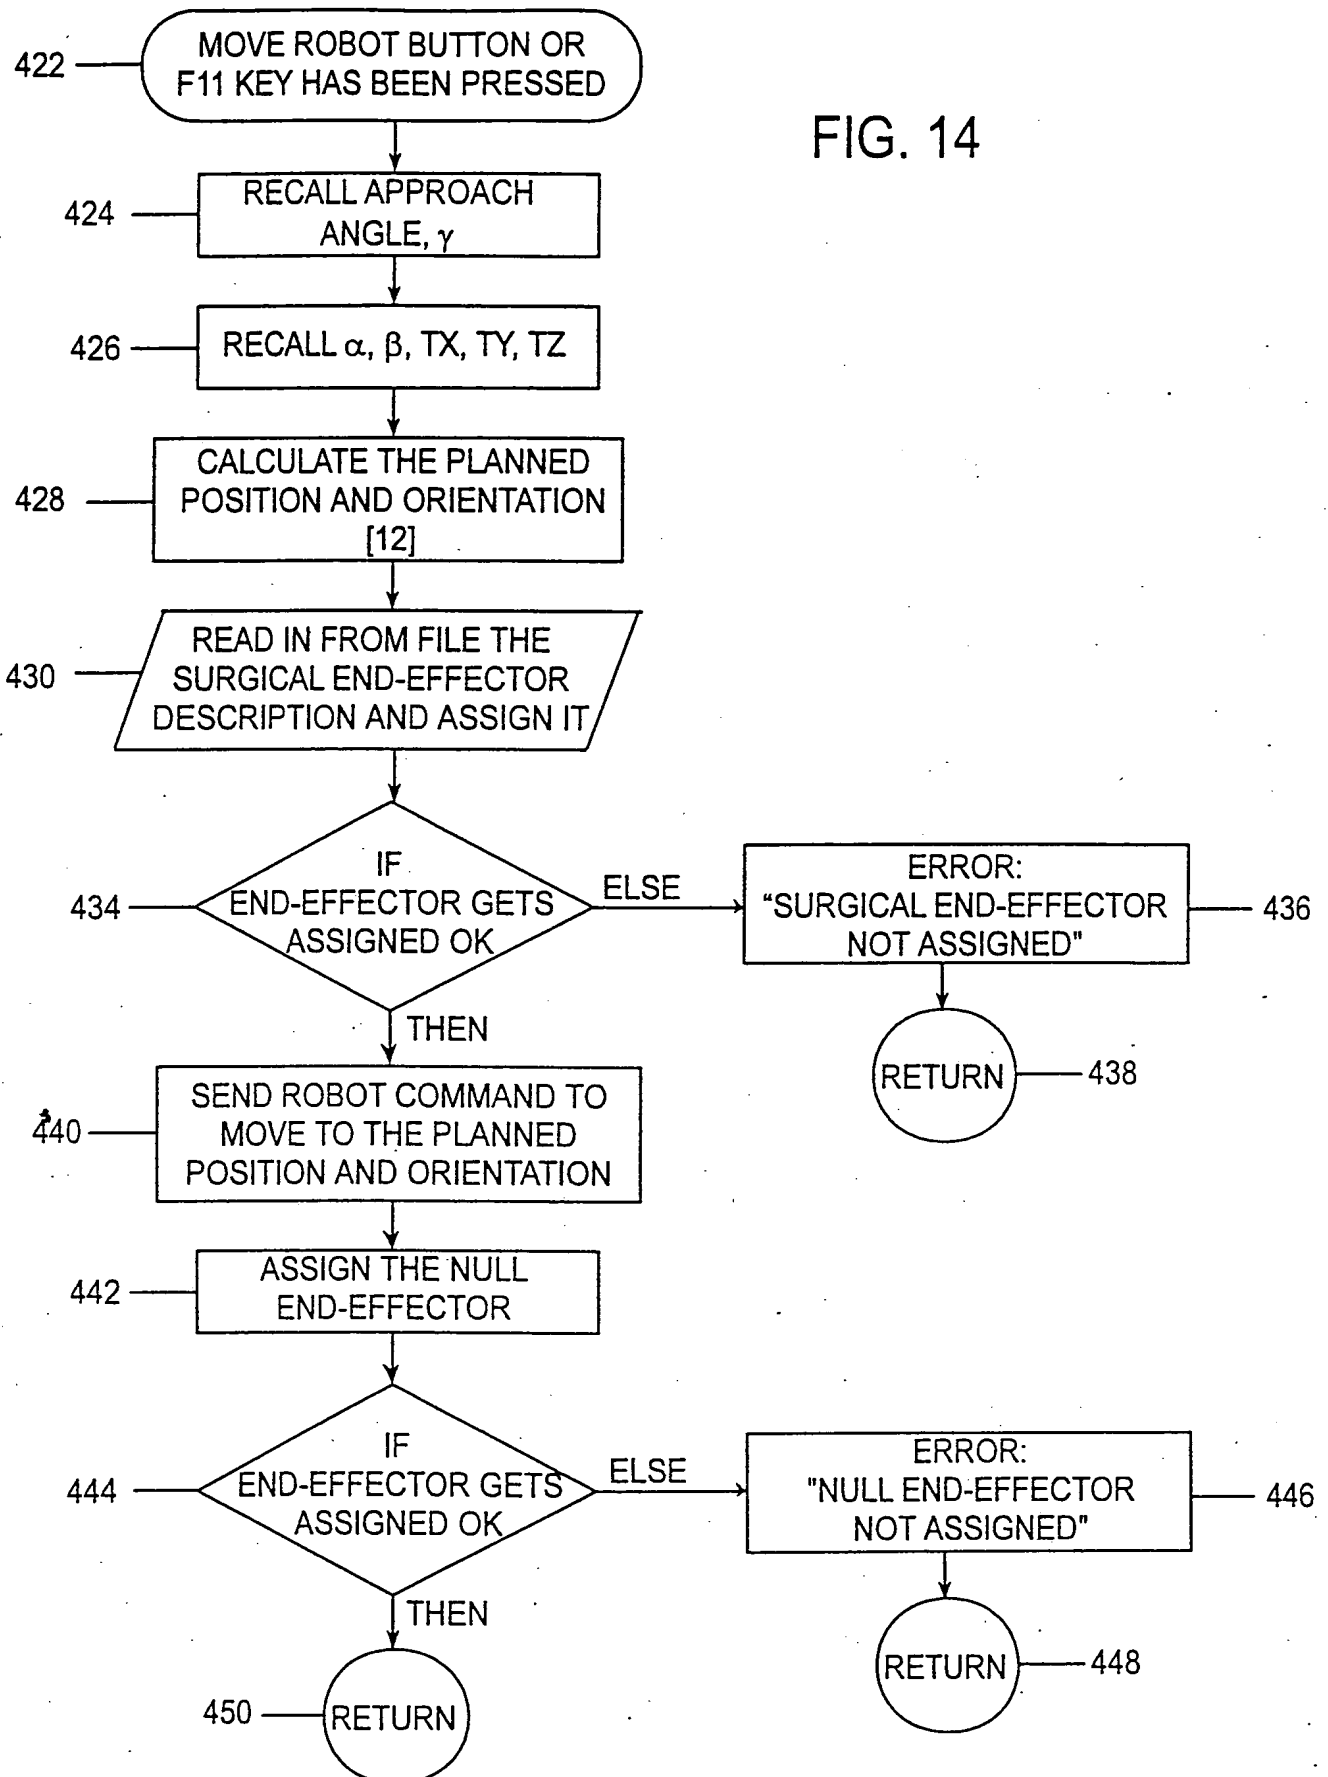 422
MOVE ROBOT BUTTON OR
F11 KEY HAS BEEN PRESSED
FIG. 14
424
RECALL APPROACH
ANGLE, γ
426
RECALL α, β, TX, TY, TZ
428
CALCULATE THE PLANNED
POSITION AND ORIENTATION
[12]
430
READ IN FROM FILE THE
SURGICAL END-EFFECTOR
DESCRIPTION AND ASSIGN IT
434
IF
END-EFFECTOR GETS
ASSIGNED OK
ELSE
ERROR:
"SURGICAL END-EFFECTOR
NOT ASSIGNED"
436
RETURN
438
THEN
440
SEND ROBOT COMMAND TO
MOVE TO THE PLANNED
POSITION AND ORIENTATION
442
ASSIGN THE NULL
END-EFFECTOR
444
IF
END-EFFECTOR GETS
ASSIGNED OK
ELSE
ERROR:
"NULL END-EFFECTOR
NOT ASSIGNED"
446
RETURN
448
THEN
450
RETURN